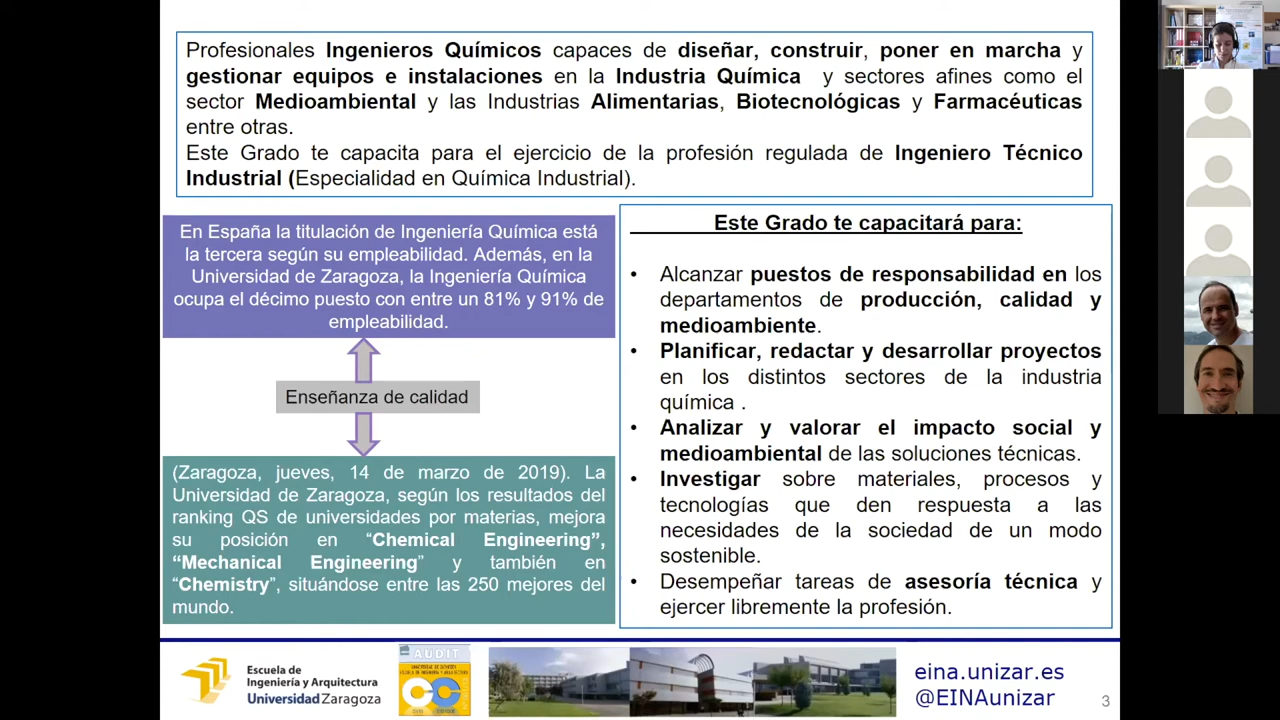 Profesionales Ingenieros Químicos capaces de diseñar, construir, poner en marcha y
gestionar equipos e instalaciones en la Industria Química y sectores afines como el
sector Medioambiental y las Industrias Alimentarias, Biotecnológicas y Farmacéuticas
entre otras.
Este Grado te capacita para el ejercicio de la profesión regulada de Ingeniero Técnico
Industrial (Especialidad en Química Industrial).
En España la titulación de Ingeniería Química está
la tercera según su empleabilidad. Además, en la
Universidad de Zaragoza, la Ingeniería Química
ocupa el décimo puesto con entre un 81% y 91% de
empleabilidad.
Enseñanza de calidad
(Zaragoza, jueves, 14 de marzo de 2019). La
Universidad de Zaragoza, según los resultados del
ranking QS de universidades por materias, mejora
su posición en “Chemical Engineering”,
“Mechanical Engineering” y también en
“Chemistry”, situándose entre las 250 mejores del
mundo.
Este Grado te capacitará para:
• Alcanzar puestos de responsabilidad en los
departamentos de producción, calidad y
medioambiente.
• Planificar, redactar y desarrollar proyectos
en los distintos sectores de la industria
química .
• Analizar y valorar el impacto social y
medioambiental de las soluciones técnicas.
• Investigar sobre materiales, procesos y
tecnologías que den respuesta a las
necesidades de la sociedad de un modo
sostenible.
• Desempeñar tareas de asesoría técnica y
ejercer libremente la profesión.
Escuela de
Ingeniería y Arquitectura
Universidad Zaragoza
AUDIT
eina.unizar.es
@EINAunizar
3